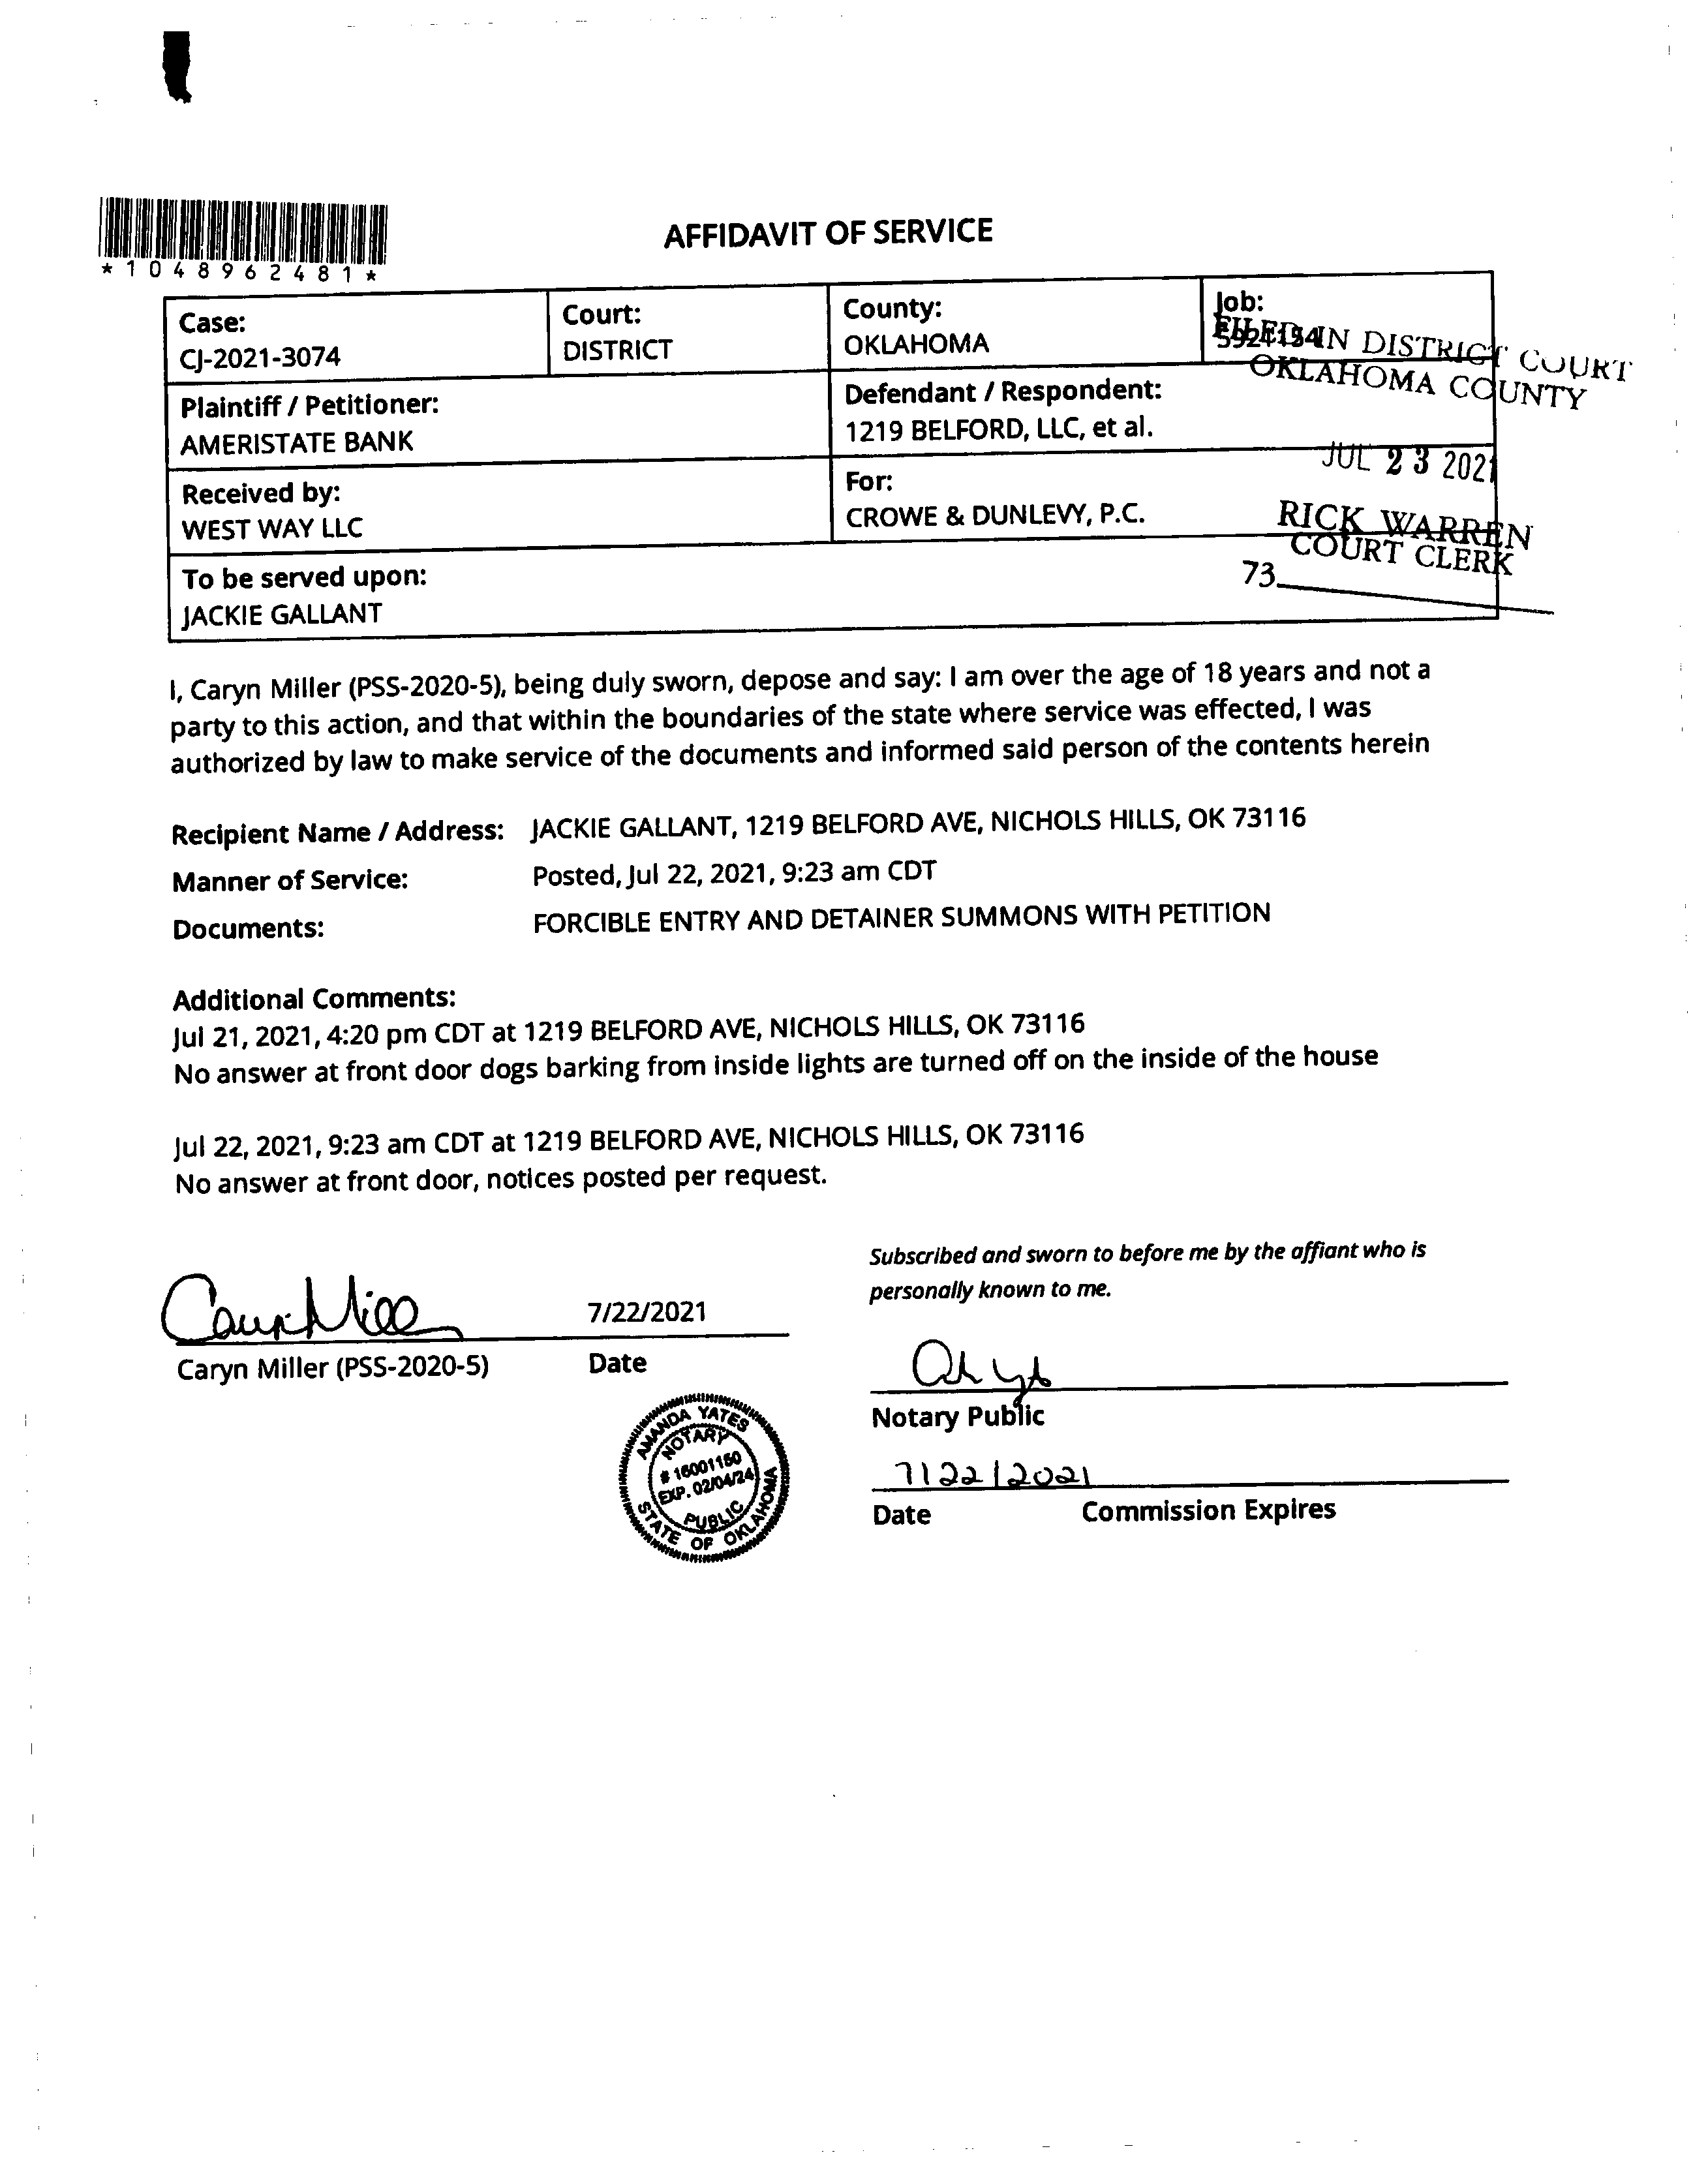 *1048962481*
AFFIDAVIT OF SERVICE
Case:
CJ-2021-3074
Court:
DISTRICT
County:
OKLAHOMA
Job:
FILED IN DISTRICT COURT
OKLAHOMA COUNTY
Plaintiff / Petitioner:
AMERISTATE BANK
Defendant / Respondent:
1219 BELFORD, LLC, et al.
JUL 23 2021
Received by:
WEST WAY LLC
For:
CROWE & DUNLEVY, P.C.
RICK WARREN
COURT CLERK
73
To be served upon:
JACKIE GALLANT
I, Caryn Miller (PSS-2020-5), being duly sworn, depose and say: I am over the age of 18 years and not a
party to this action, and that within the boundaries of the state where service was effected, I was
authorized by law to make service of the documents and informed said person of the contents herein
Recipient Name / Address: JACKIE GALLANT, 1219 BELFORD AVE, NICHOLS HILLS, OK 73116
Manner of Service: Posted, Jul 22, 2021, 9:23 am CDT
Documents: FORCIBLE ENTRY AND DETAINER SUMMONS WITH PETITION
Additional Comments:
Jul 21, 2021, 4:20 pm CDT at 1219 BELFORD AVE, NICHOLS HILLS, OK 73116
No answer at front door dogs barking from inside lights are turned off on the inside of the house
Jul 22, 2021, 9:23 am CDT at 1219 BELFORD AVE, NICHOLS HILLS, OK 73116
No answer at front door, notices posted per request.
Subscribed and sworn to before me by the affiant who is
personally known to me.
7/22/2021
Caryn Miller (PSS-2020-5) Date
Notary Public
7/22/2021
Date Commission Expires
AMANDA YATES
NOTARY
# 16001150
EXP. 02/04/24
PUBLIC
STATE OF OKLAHOMA